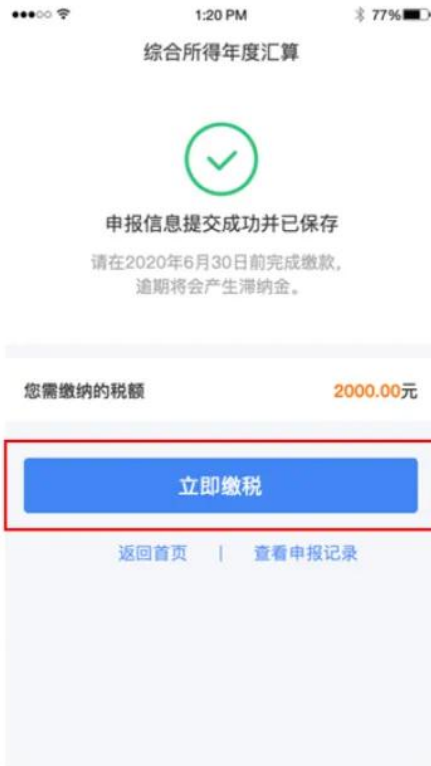 1:20 PM
77%
综合所得年度汇算
申报信息提交成功并已保存
请在2020年6月30日前完成缴款，
逾期将会产生滞纳金。
您需缴纳的税额 2000.00元
立即缴税
返回首页 | 查看申报记录